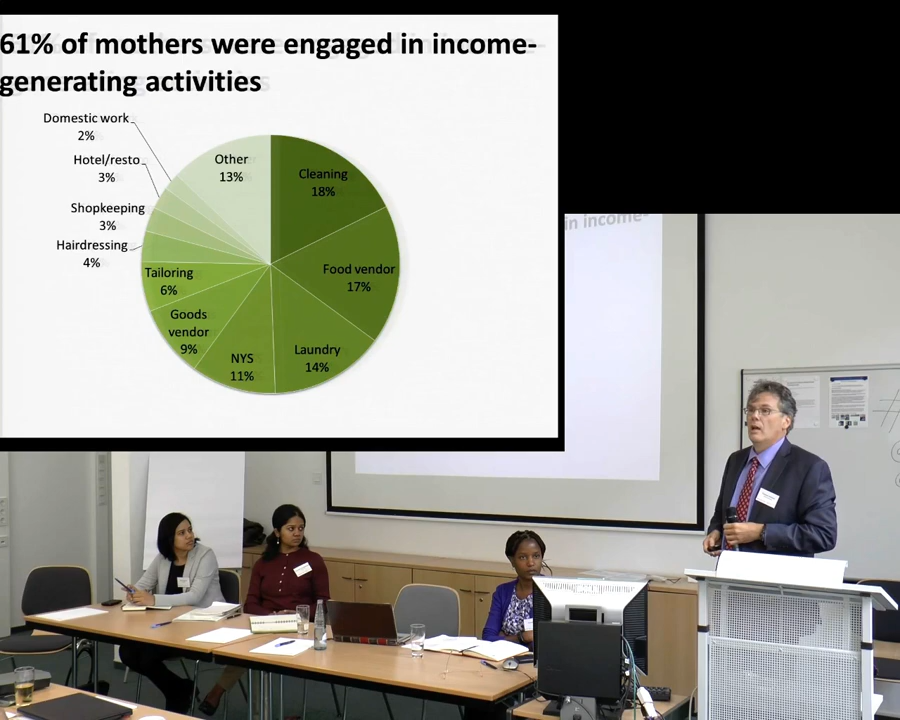 61% of mothers were engaged in income-
generating activities
Domestic work
2%
Hotel/resto
3%
Shopkeeping
3%
Hairdressing
4%
Tailoring
6%
Goods
vendor
9%
NYS
11%
Laundry
14%
Food vendor
17%
Cleaning
18%
Other
13%
in income-